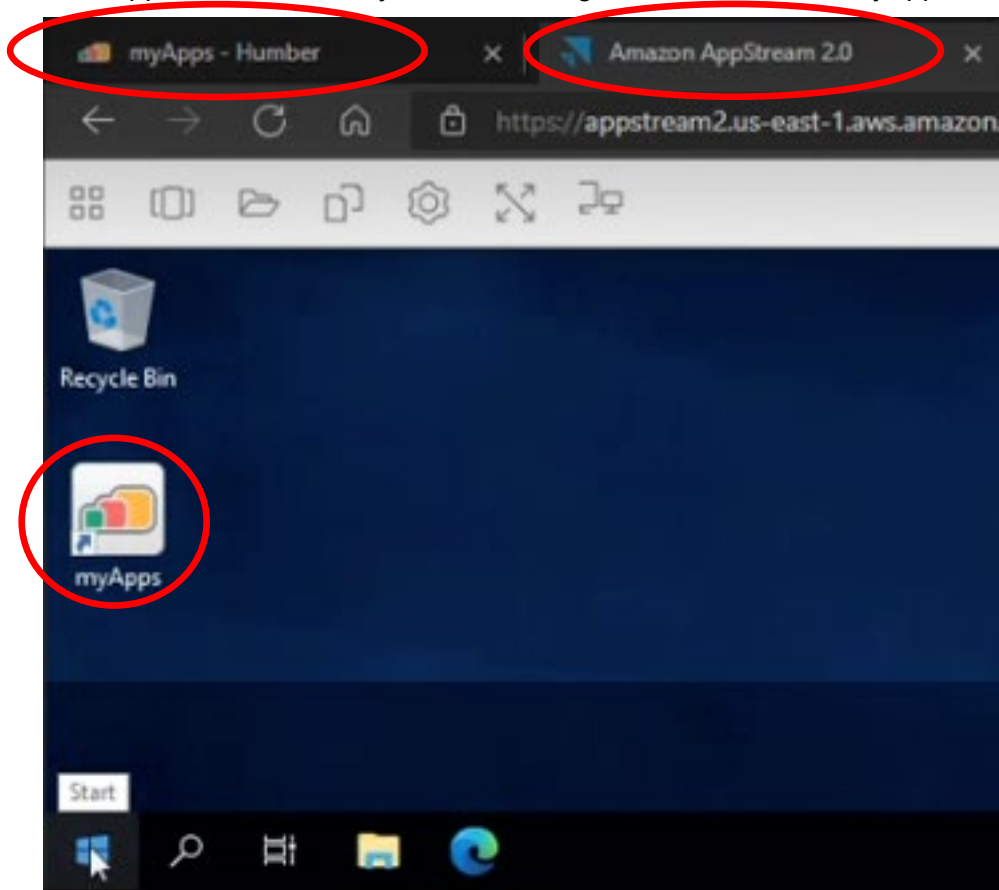 myApps - Humber
Amazon AppStream 2.0
https://appstream2.us-east-1.aws.amazon.
Recycle Bin
myApps
Start